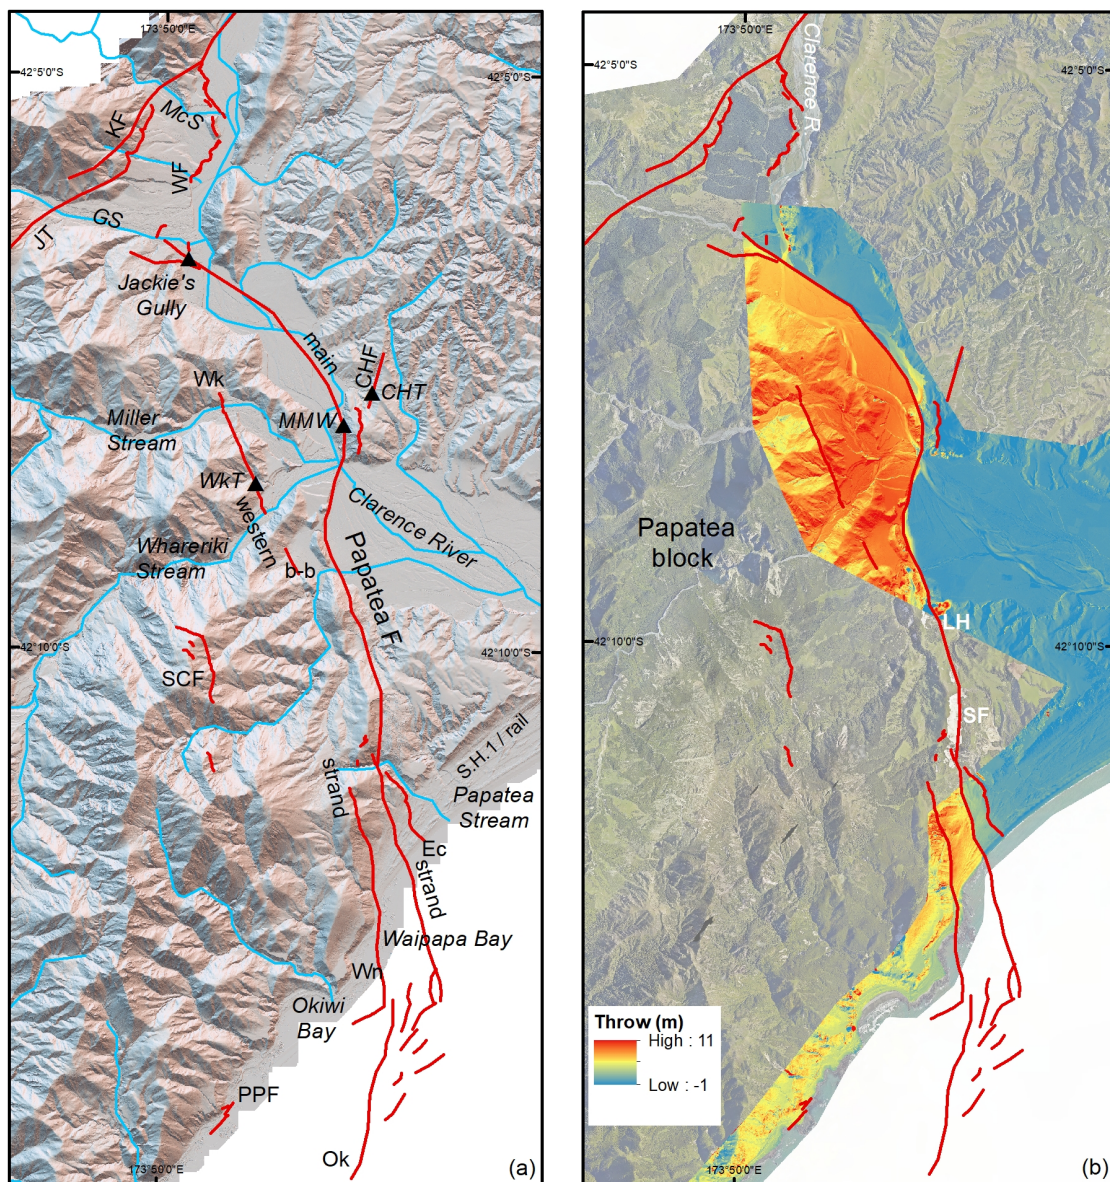 173°50'0"E
42°5'0"S
42°5'0"S
KF
McS
WF
GS
JT
Jackie's
Gully
main
CHF
CHT
Wk
MMW
Miller
Stream
WkT
western
Clarence River
Whareriki
Stream
b-b
Papatea F.
42°10'0"S
42°10'0"S
SCF
S.H.1 / rail
strand
Papatea
Stream
Ec
strand
Waipapa Bay
Wn
Okiwi
Bay
PPF
Ok
173°50'0"E
(a)
173°50'0"E
Clarence R.
42°5'0"S
42°5'0"S
Papatea
block
LH
42°10'0"S
42°10'0"S
SF
Throw (m)
High : 11
Low : -1
173°50'0"E
(b)